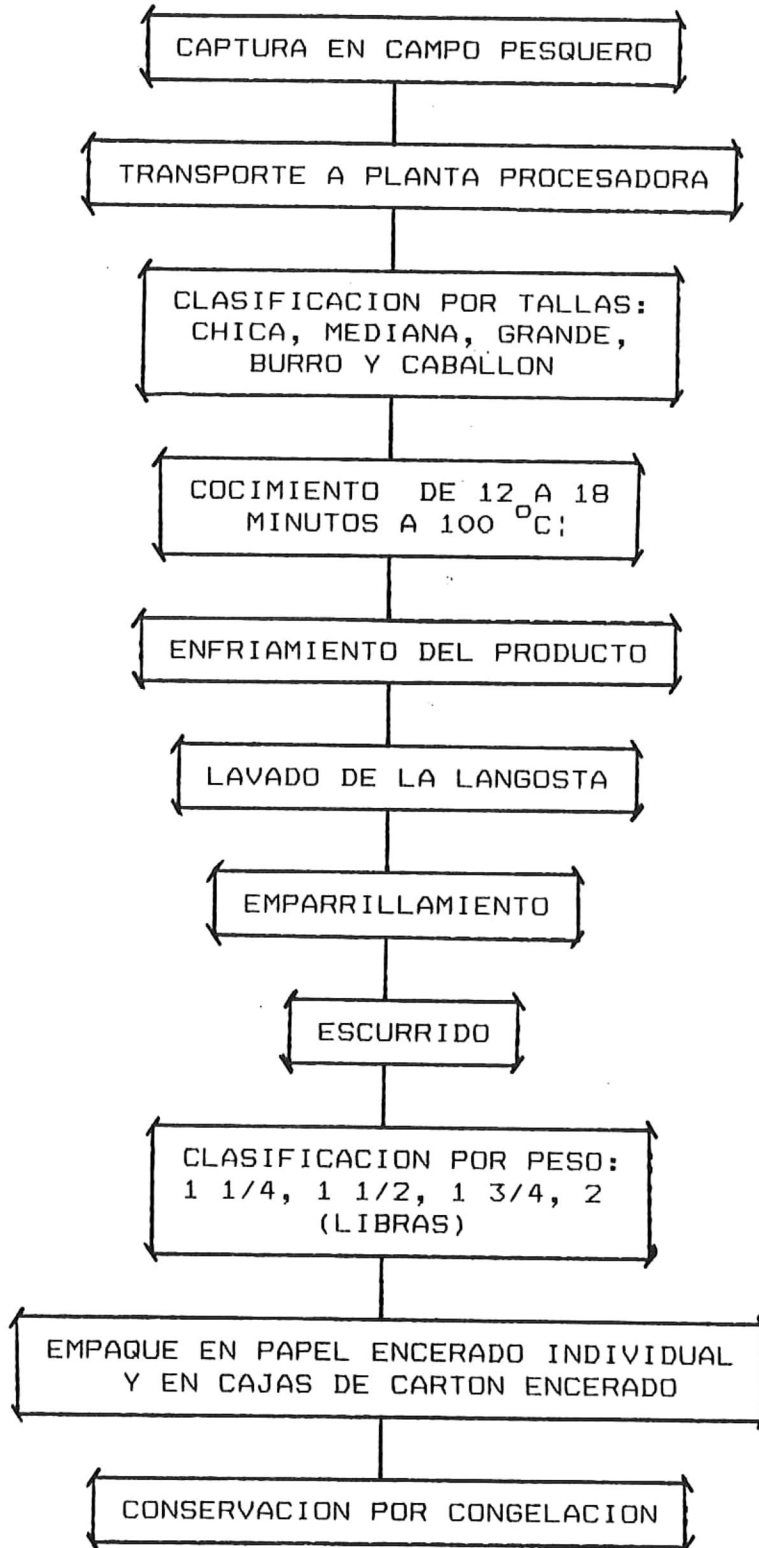 CAPTURA EN CAMPO PESQUERO
TRANSPORTE A PLANTA PROCESADORA
CLASIFICACION POR TALLAS:
CHICA, MEDIANA, GRANDE,
BURRO Y CABALLON
COCIMIENTO DE 12 A 18
MINUTOS A 100 °C¦
ENFRIAMIENTO DEL PRODUCTO
LAVADO DE LA LANGOSTA
EMPARRILLAMIENTO
ESCURRIDO
CLASIFICACION POR PESO:
1 1/4, 1 1/2, 1 3/4, 2
(LIBRAS)
EMPAQUE EN PAPEL ENCERADO INDIVIDUAL
Y EN CAJAS DE CARTON ENCERADO
CONSERVACION POR CONGELACION